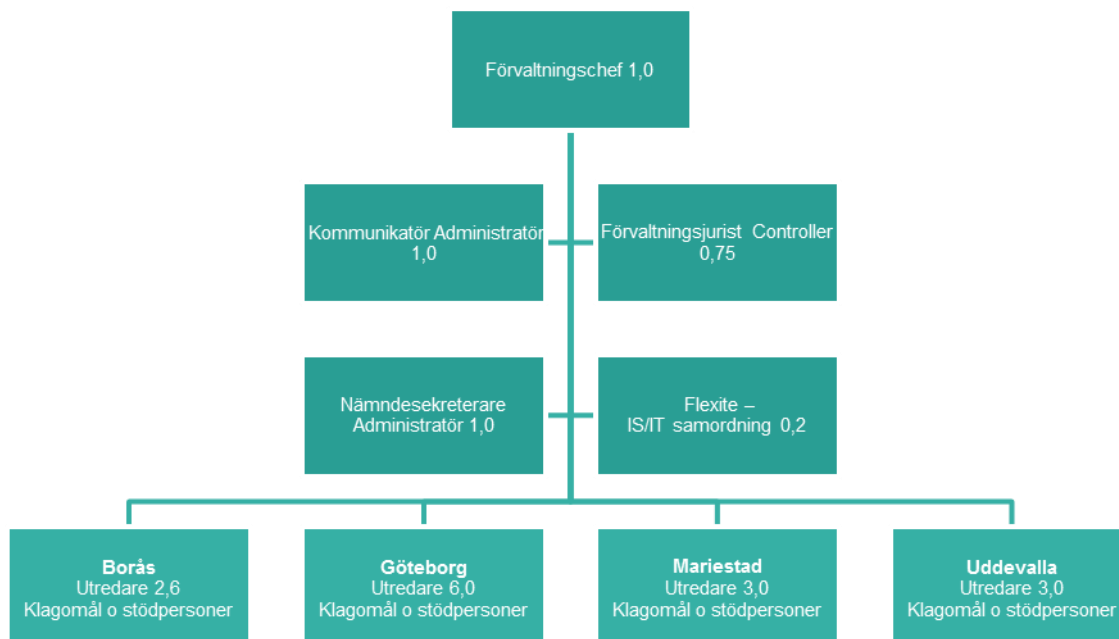 Förvaltningschef 1,0
Kommunikatör Administratör
1,0
Förvaltningsjurist Controller
0,75
Nämndesekreterare
Administratör 1,0
Flexite –
IS/IT samordning 0,2
Borås
Utredare 2,6
Klagomål o stödpersoner
Göteborg
Utredare 6,0
Klagomål o stödpersoner
Mariestad
Utredare 3,0
Klagomål o stödpersoner
Uddevalla
Utredare 3,0
Klagomål o stödpersoner